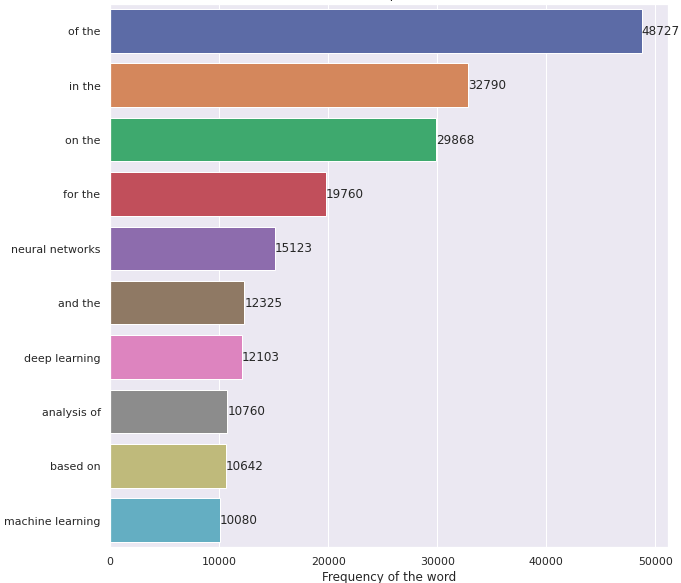 of the 48727
in the 32790
on the 29868
for the 19760
neural networks 15123
and the 12325
deep learning 12103
analysis of 10760
based on 10642
machine learning 10080
0 10000 20000 30000 40000 50000
Frequency of the word